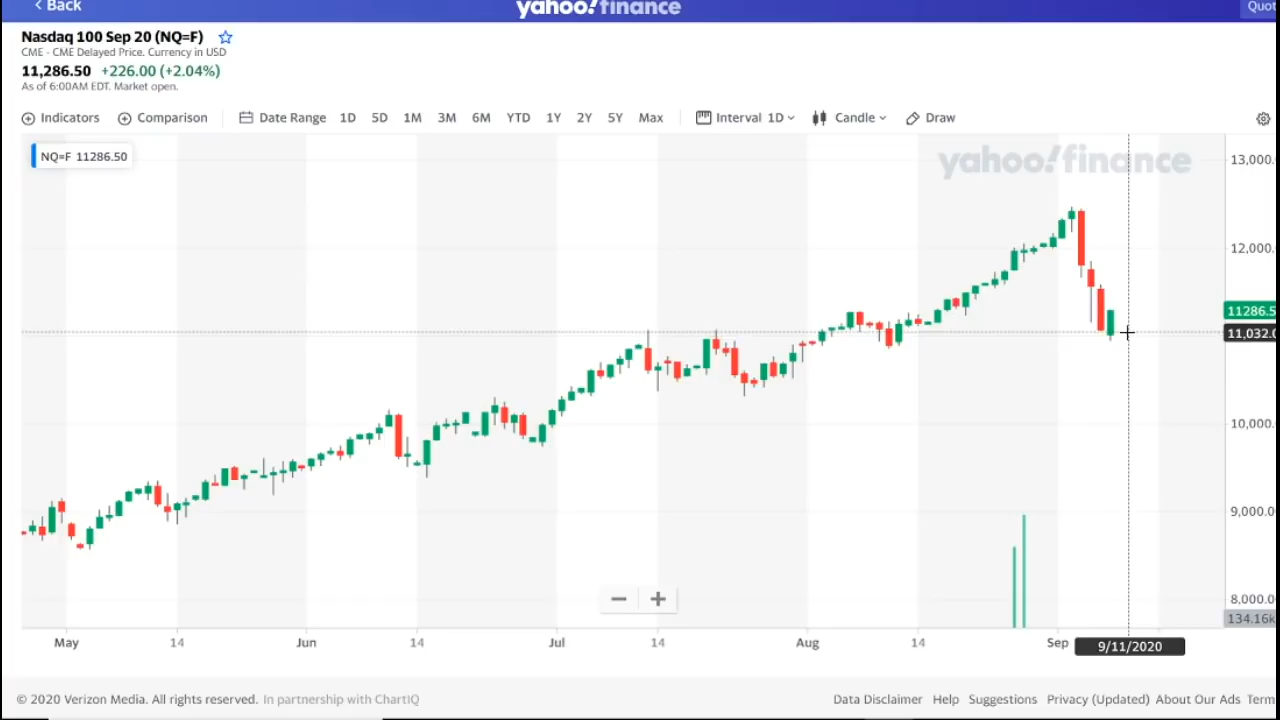 < Back
yahoo!finance
Quot
Nasdaq 100 Sep 20 (NQ=F)
CME - CME Delayed Price. Currency in USD
11,286.50 +226.00 (+2.04%)
As of 6:00AM EDT. Market open.
Indicators Comparison Date Range 1D 5D 1M 3M 6M YTD 1Y 2Y 5Y Max Interval 1D Candle Draw
NQ=F 11286.50
yahoo!finance
13,000.
12,000.
11286.5
11,032.0
10,000.0
9,000.0
8,000.0
134.16k
May 14 Jun 14 Jul 14 Aug 14 Sep 9/11/2020
© 2020 Verizon Media. All rights reserved. In partnership with ChartIQ
Data Disclaimer Help Suggestions Privacy (Updated) About Our Ads Term